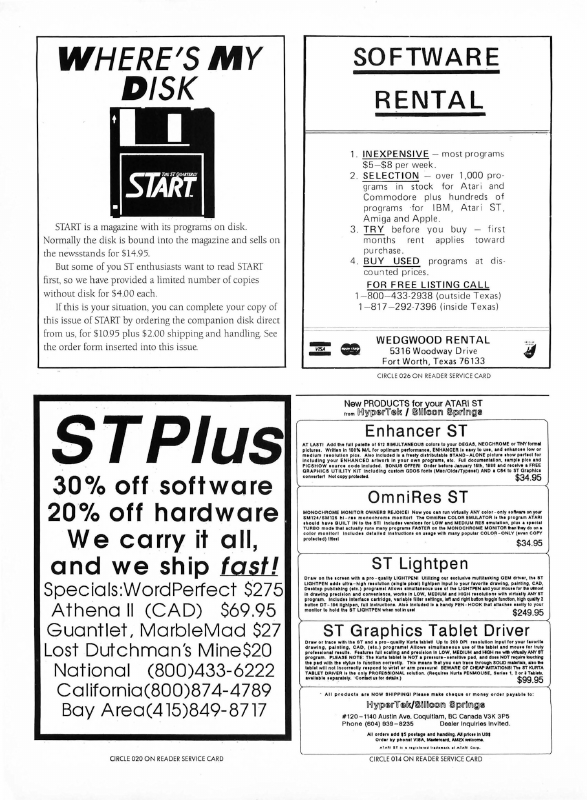 WHERE'S MY
DISK
THE ST QUARTERLY
START
START is a magazine with its programs on disk.
Normally the disk is bound into the magazine and sells on
the newsstands for $14.95.
But some of you ST enthusiasts want to read START
first, so we have provided a limited number of copies
without disk for $4.00 each.
If this is your situation, you can complete your copy of
this issue of START by ordering the companion disk direct
from us, for $10.95 plus $2.00 shipping and handling. See
the order form inserted into this issue.
SOFTWARE
RENTAL
1. INEXPENSIVE – most programs
$5–$8 per week.
2. SELECTION – over 1,000 pro-
grams in stock for Atari and
Commodore plus hundreds of
programs for IBM, Atari ST,
Amiga and Apple.
3. TRY before you buy – first
months rent applies toward
purchase.
4. BUY USED programs at dis-
counted prices.
FOR FREE LISTING CALL
1–800–433-2938 (outside Texas)
1–817–292-7396 (inside Texas)
VISA
WEDGWOOD RENTAL
5316 Woodway Drive
Fort Worth, Texas 76133
CIRCLE 026 ON READER SERVICE CARD
STPlus
30% off software
20% off hardware
We carry it all,
and we ship fast!
Specials:WordPerfect $275
Athena II (CAD) $69.95
Guantlet, MarbleMad $27
Lost Dutchman's Mine$20
National (800)433-6222
California(800)874-4789
Bay Area(415)849-8717
CIRCLE 020 ON READER SERVICE CARD
New PRODUCTS for your ATARI ST
from HyperTek / Silicon Springs
Enhancer ST
AT LAST! Add the full palette of 512 SIMULTANEOUS colors to your DEGAS, NEOCHROME or TINY format
pictures. Written in 100% M/L for optimum performance, ENHANCER is easy to use, and enhances low or
medium resolution pics. Also included is a freely distributable STAND-ALONE picture show perfect for
including your ENHANCED artwork in your own programs, etc. Full documentation, sample pics and
PICSHOW source code included. BONUS OFFER! Order before January 15th, 1988 and receive a FREE
GRAPHICS UTILITY KIT including custom GDOS fonts
converter! Not copy protected.
$34.95
OmniRes ST
MONOCHROME MONITOR OWNERS REJOICE! Now you can run virtually ANY color-only software on your
SM124/SM125 hi-res monochrome monitor! The OmniRes COLOR EMULATOR is the program ATARI
should have BUILT IN to the ST! Includes versions for LOW and MEDIUM RES emulation, plus a special
TURBO mode that actually runs many programs FASTER on the MONOCHROME MONITOR than they do on a
color monitor! Includes detailed instructions on usage with many popular COLOR-ONLY (even COPY
protected) titles!
$34.95
ST Lightpen
Draw on the screen with a pro-quality LIGHTPEN! Utilizing our exclusive multitasking GEM driver, the ST
LIGHTPEN adds ultra-high resolution (single pixel) lightpen input to your favorite drawing, painting, CAD,
Desktop publishing (etc.) programs! Allows simultaneous use of the LIGHTPEN and your mouse for the utmost
in drawing precision and convenience, works in LOW, MEDIUM and HIGH resolutions with virtually ANY ST
program. Includes interface cartridge, variable filter settings, left and right button toggle function, high quality 2
button lightpen, full instructions. Also included is a handy PEN-HOOK that attaches easily to your
monitor to hold the ST LIGHTPEN when not in use!
$249.95
ST Graphics Tablet Driver
Draw or trace with the ST and a pro-quality Kurta tablet! Up to 200 DPI resolution input for your favorite
drawing, painting, CAD, (etc.) programs! Allows simultaneous use of the tablet and mouse for truly
professional results. Features full scaling and precision in LOW, MEDIUM and HIGH res with virtually ANY ST
program. PLEASE NOTE: The Kurta tablet is NOT a pressure-sensitive pad, and does NOT require touching
the pad with the stylus to function correctly. This means that you can trace through SOLID materials, also the
tablet will not incorrectly respond to wrist or arm pressure! BEWARE OF CHEAP IMITATIONS! The ST KURTA
TABLET DRIVER is the only PROFESSIONAL solution. (Requires Kurta PENMOUSE, Series 1, 2 or 3 Tablets,
available separately. *Contact us for details.)
$99.95
* All products are NOW SHIPPING! Please make cheque or money order payable to:
HyperTek/Silicon Springs
#120-1140 Austin Ave. Coquitlam, BC Canada V3K 3P5
Phone (604) 939-8235 Dealer Inquiries Invited.
All orders add $5 postage and handling. All prices in US$
Order by phone! VISA, Mastercard, AMEX welcome.
ATARI ST is a registered trademark of ATARI Corp.
CIRCLE 014 ON READER SERVICE CARD